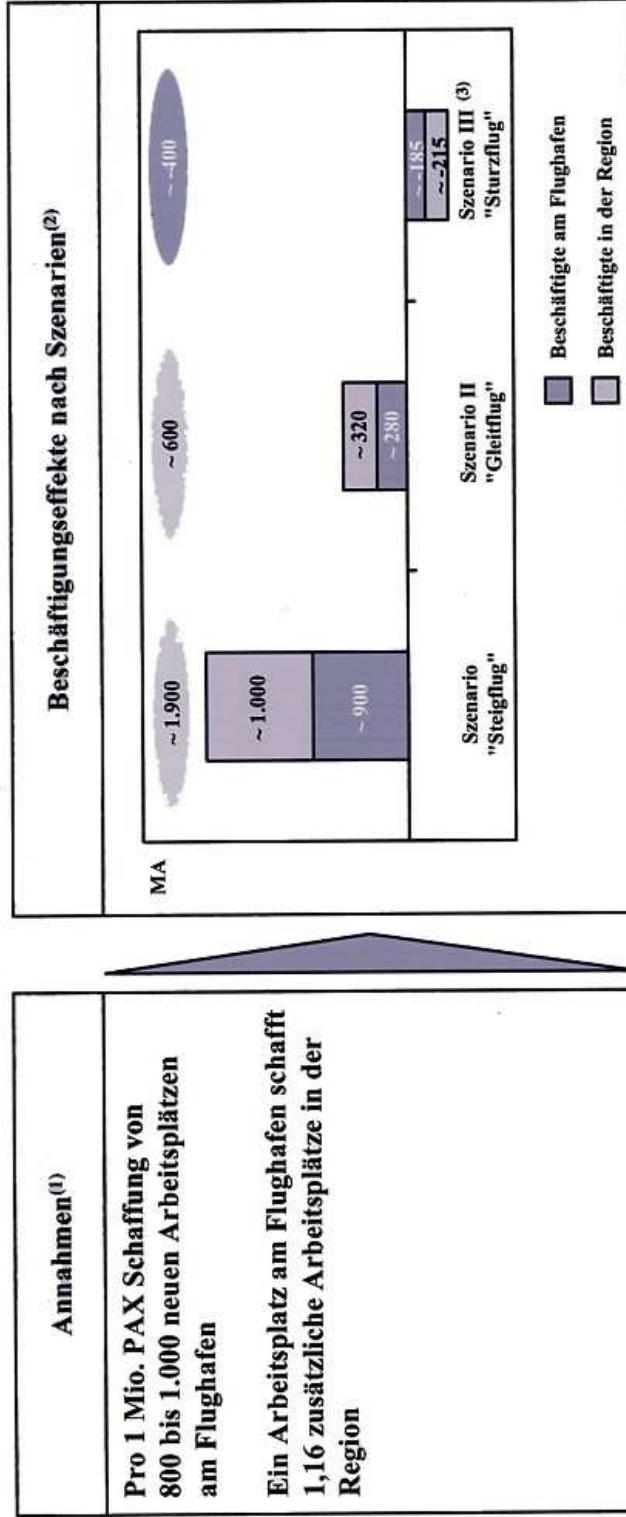 Annahmen(1)
Pro 1 Mio. PAX Schaffung von
800 bis 1.000 neuen Arbeitsplätzen
am Flughafen
Ein Arbeitsplatz am Flughafen schafft
1,16 zusätzliche Arbeitsplätze in der
Region
Beschäftigungseffekte nach Szenarien(2)
MA
~ 1.900
~ 600
~ -400
~ 1.000
~ 900
~ 320
~ 280
~ -185
~ -215
Szenario
"Steigflug"
Szenario II
"Gleitflug"
Szenario III (3)
"Sturzflug"
Beschäftigte am Flughafen
Beschäftigte in der Region